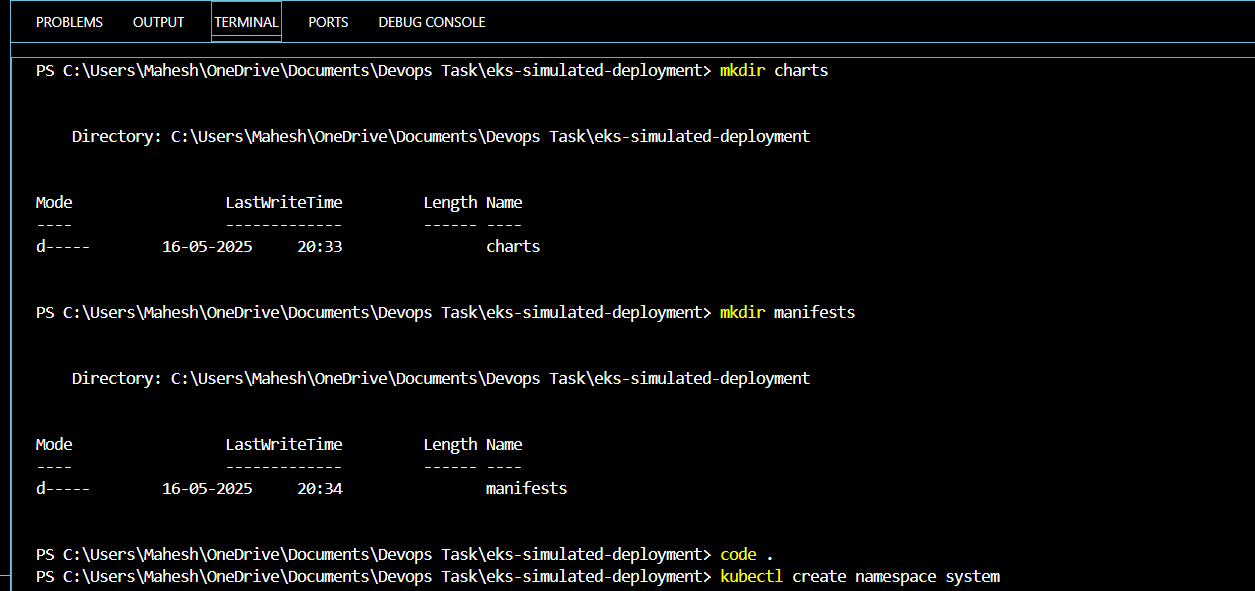 PROBLEMS OUTPUT TERMINAL PORTS DEBUG CONSOLE
PS C:\Users\Mahesh\OneDrive\Documents\Devops Task\eks-simulated-deployment> mkdir charts
Directory: C:\Users\Mahesh\OneDrive\Documents\Devops Task\eks-simulated-deployment
Mode LastWriteTime Length Name
---- ------------- ------ ----
d----- 16-05-2025 20:33 charts
PS C:\Users\Mahesh\OneDrive\Documents\Devops Task\eks-simulated-deployment> mkdir manifests
Directory: C:\Users\Mahesh\OneDrive\Documents\Devops Task\eks-simulated-deployment
Mode LastWriteTime Length Name
---- ------------- ------ ----
d----- 16-05-2025 20:34 manifests
PS C:\Users\Mahesh\OneDrive\Documents\Devops Task\eks-simulated-deployment> code .
PS C:\Users\Mahesh\OneDrive\Documents\Devops Task\eks-simulated-deployment> kubectl create namespace system